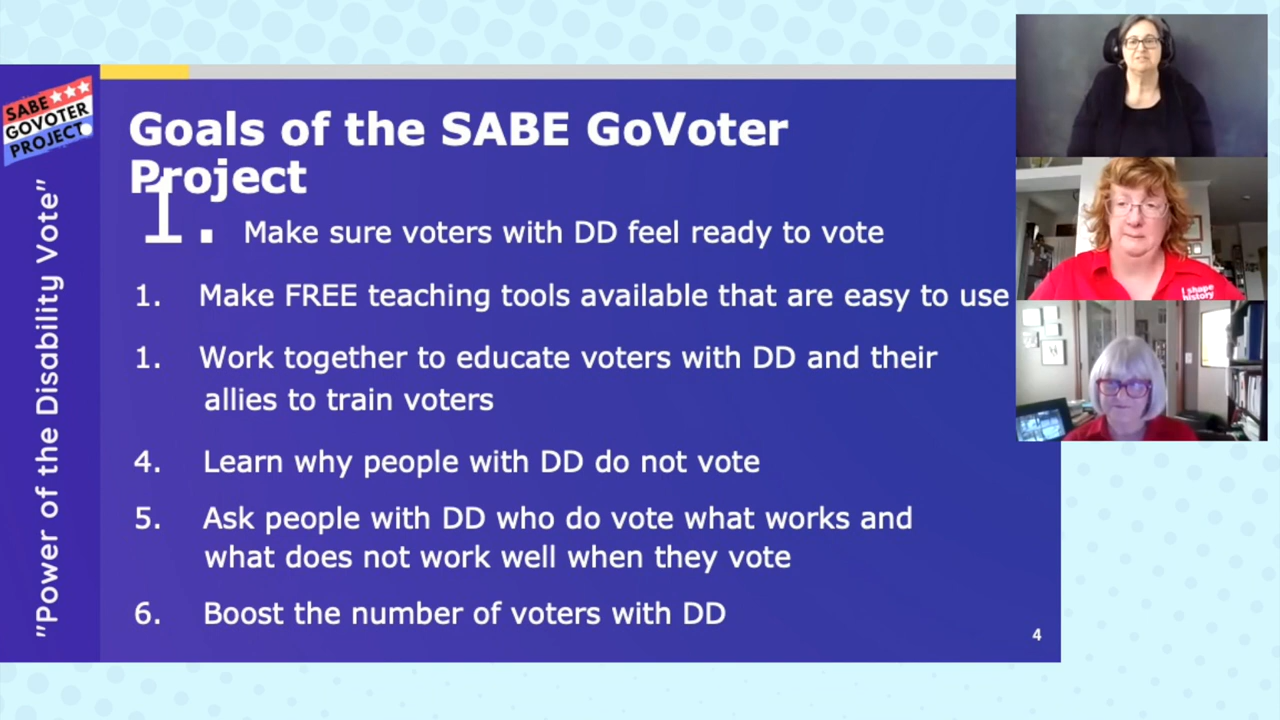 SABE
GOVOTER
PROJECT
"Power of the Disability Vote"
Goals of the SABE GoVoter
Project
1. Make sure voters with DD feel ready to vote
1. Make FREE teaching tools available that are easy to use
1. Work together to educate voters with DD and their
allies to train voters
4. Learn why people with DD do not vote
5. Ask people with DD who do vote what works and
what does not work well when they vote
6. Boost the number of voters with DD
4
I shape
history